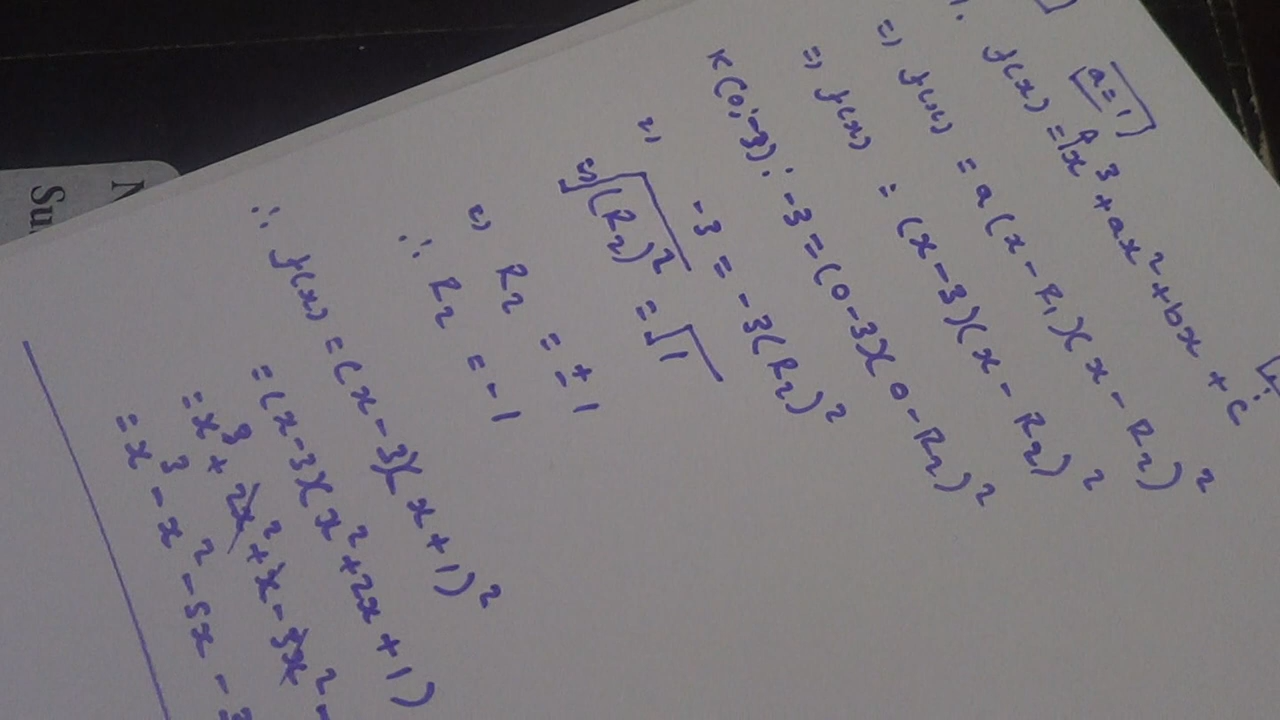 [a=1]
f(x) = 1x³ + ax² + bx + c
=> f(x) = a(x - R₁)(x - R₂)²
=> f(x) = (x-3)(x - R₂)²
K(0;-3): -3 = (0-3)(0-R₂)²
=> -3 = -3(R₂)²
=> √(R₂)² = √1
=> R₂ = ±1
∴ R₂ = -1
∴ f(x) = (x-3)(x+1)²
= (x-3)(x²+2x+1)
= x³ + 2x² + x - 3x² -
= x³ - x² - 5x - 3
Su